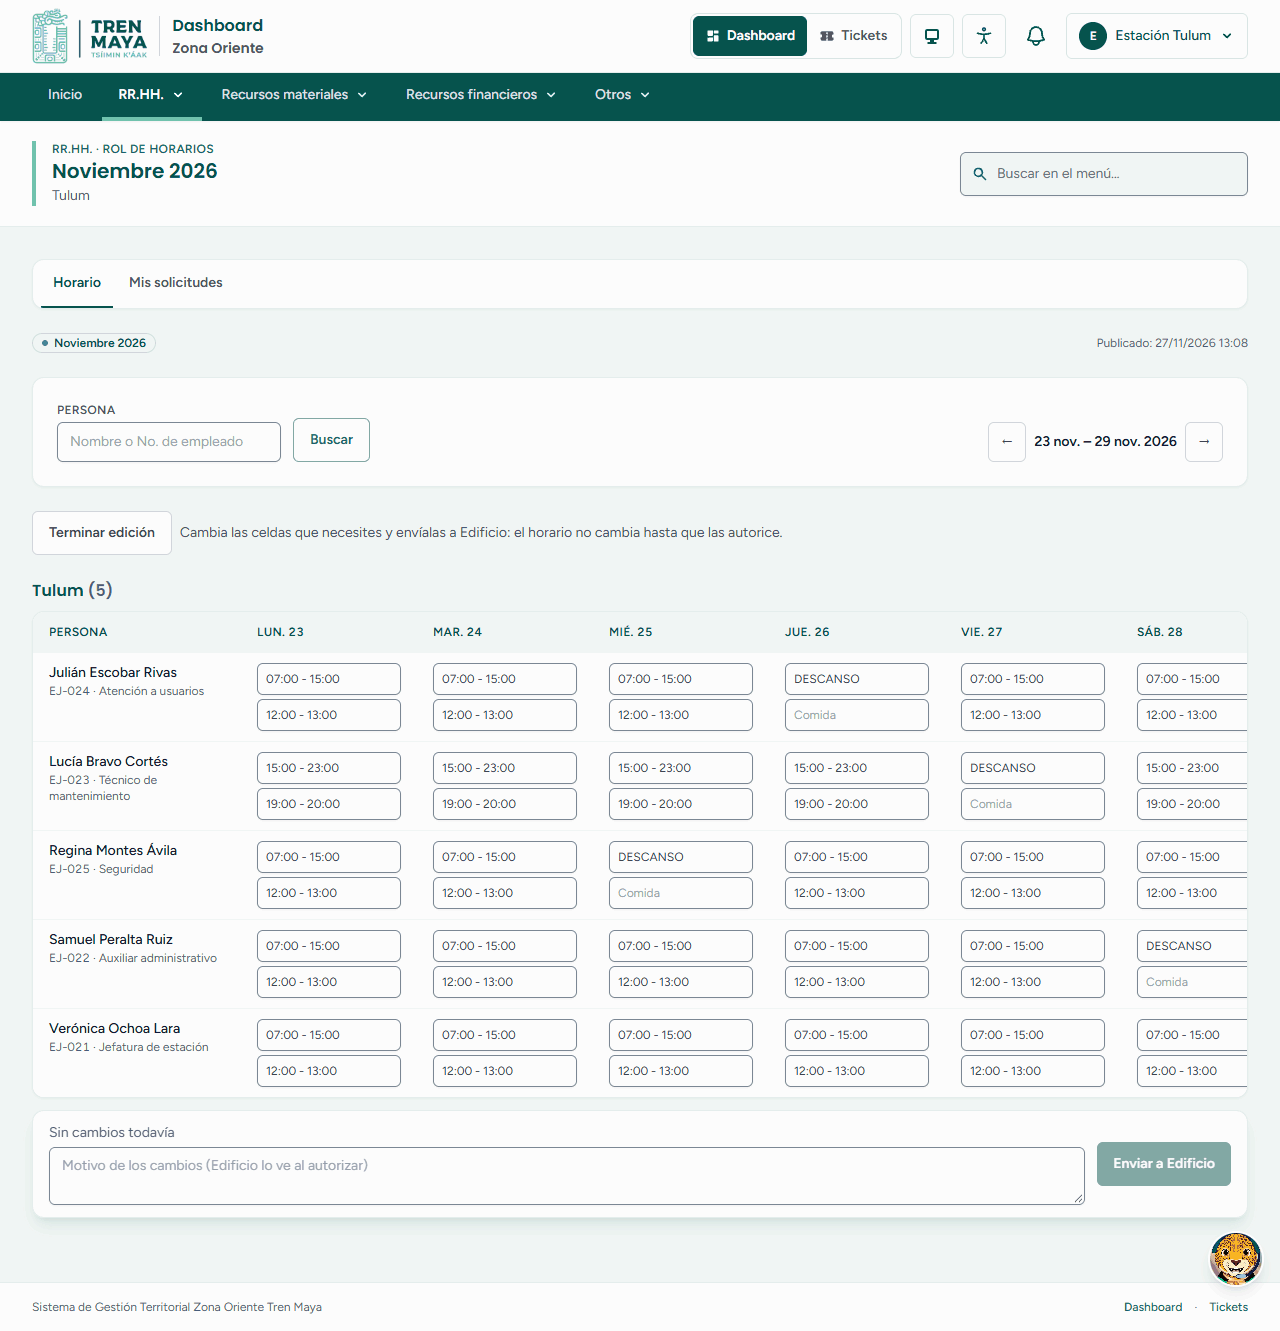 TREN
MAYA
TSÍIMIN K'ÁAK
Dashboard
Zona Oriente
Dashboard
Tickets
E
Estación Tulum
Inicio
RR.HH.
Recursos materiales
Recursos financieros
Otros
RR.HH. · ROL DE HORARIOS
Noviembre 2026
Tulum
Buscar en el menú...
Horario
Mis solicitudes
Noviembre 2026
Publicado: 27/11/2026 13:08
PERSONA
Nombre o No. de empleado
Buscar
←
23 nov. – 29 nov. 2026
→
Terminar edición
Cambia las celdas que necesites y envíalas a Edificio: el horario no cambia hasta que las autorice.
Tulum (5)
PERSONA LUN. 23 MAR. 24 MIÉ. 25 JUE. 26 VIE. 27 SÁB. 28
Julián Escobar Rivas 07:00 - 15:00 07:00 - 15:00 07:00 - 15:00 DESCANSO 07:00 - 15:00 07:00 - 15:00
EJ-024 · Atención a usuarios 12:00 - 13:00 12:00 - 13:00 12:00 - 13:00 Comida 12:00 - 13:00 12:00 - 13:00
Lucía Bravo Cortés 15:00 - 23:00 15:00 - 23:00 15:00 - 23:00 15:00 - 23:00 DESCANSO 15:00 - 23:00
EJ-023 · Técnico de
mantenimiento 19:00 - 20:00 19:00 - 20:00 19:00 - 20:00 19:00 - 20:00 Comida 19:00 - 20:00
Regina Montes Ávila 07:00 - 15:00 07:00 - 15:00 DESCANSO 07:00 - 15:00 07:00 - 15:00 07:00 - 15:00
EJ-025 · Seguridad 12:00 - 13:00 12:00 - 13:00 Comida 12:00 - 13:00 12:00 - 13:00 12:00 - 13:00
Samuel Peralta Ruiz 07:00 - 15:00 07:00 - 15:00 07:00 - 15:00 07:00 - 15:00 07:00 - 15:00 DESCANSO
EJ-022 · Auxiliar administrativo 12:00 - 13:00 12:00 - 13:00 12:00 - 13:00 12:00 - 13:00 12:00 - 13:00 Comida
Verónica Ochoa Lara 07:00 - 15:00 07:00 - 15:00 07:00 - 15:00 07:00 - 15:00 07:00 - 15:00 07:00 - 15:00
EJ-021 · Jefatura de estación 12:00 - 13:00 12:00 - 13:00 12:00 - 13:00 12:00 - 13:00 12:00 - 13:00 12:00 - 13:00
Sin cambios todavía
Motivo de los cambios (Edificio lo ve al autorizar)
Enviar a Edificio
Sistema de Gestión Territorial Zona Oriente Tren Maya
Dashboard · Tickets